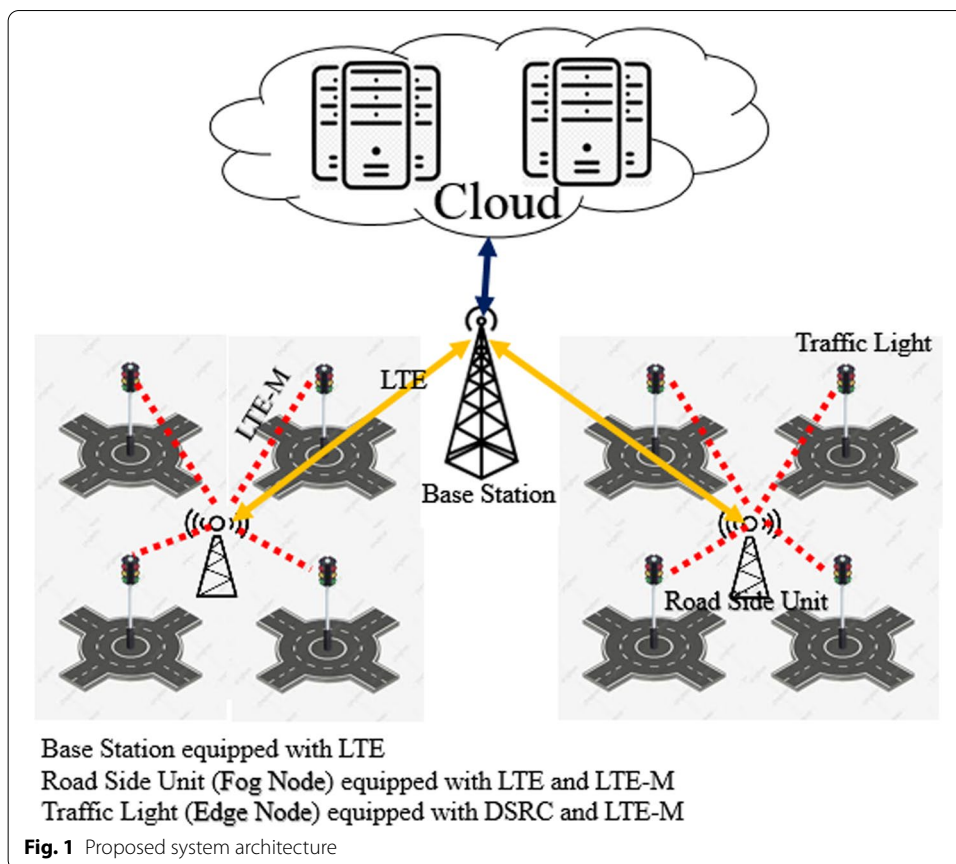 Cloud
Traffic Light
LTE
LTE-M
Base Station
Road Side Unit
Base Station equipped with LTE
Road Side Unit (Fog Node) equipped with LTE and LTE-M
Traffic Light (Edge Node) equipped with DSRC and LTE-M
Fig. 1 Proposed system architecture